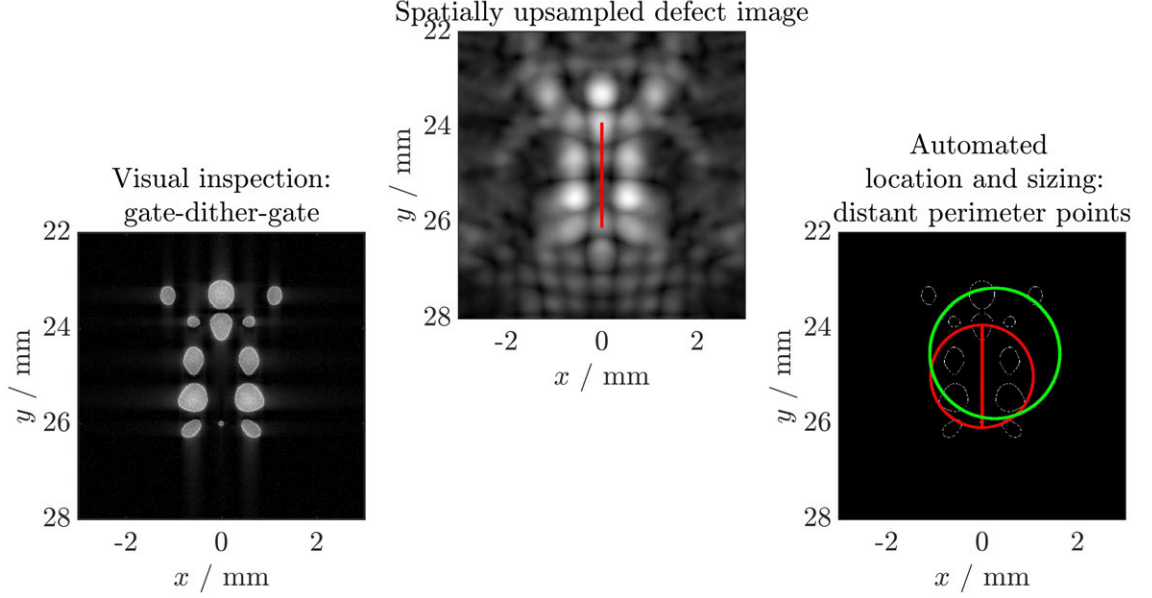 Spatially upsampled defect image
22
24
26
28
y / mm
-2 0 2
x / mm
Visual inspection:
gate-dither-gate
22
24
26
28
y / mm
-2 0 2
x / mm
Automated
location and sizing:
distant perimeter points
22
24
26
28
y / mm
-2 0 2
x / mm